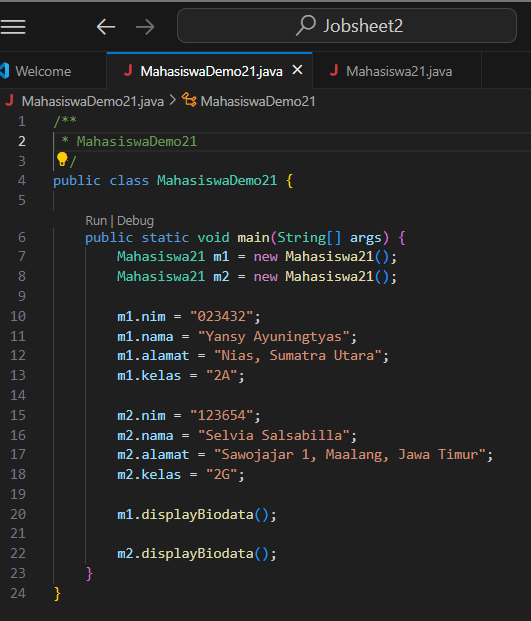 Jobsheet2
Welcome
J MahasiswaDemo21.java ×
J Mahasiswa21.java
J MahasiswaDemo21.java > MahasiswaDemo21
1 /**
2  * MahasiswaDemo21
3  */
4 public class MahasiswaDemo21 {
5
Run | Debug
6     public static void main(String[] args) {
7         Mahasiswa21 m1 = new Mahasiswa21();
8         Mahasiswa21 m2 = new Mahasiswa21();
9
10         m1.nim = "023432";
11         m1.nama = "Yansy Ayuningtyas";
12         m1.alamat = "Nias, Sumatra Utara";
13         m1.kelas = "2A";
14
15         m2.nim = "123654";
16         m2.nama = "Selvia Salsabilla";
17         m2.alamat = "Sawojajar 1, Maalang, Jawa Timur";
18         m2.kelas = "2G";
19
20         m1.displayBiodata();
21
22         m2.displayBiodata();
23     }
24 }